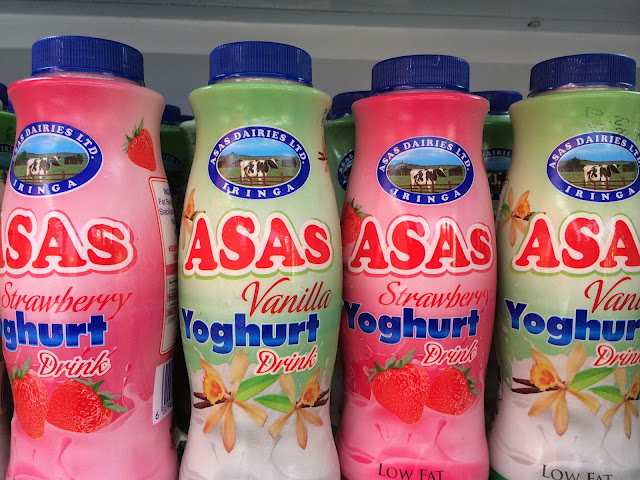 ASAS DAIRIES LTD.
IRINGA
ASAS
Strawberry
Yoghurt
Drink
ASAS DAIRIES LTD.
IRINGA
ASAS
Vanilla
Yoghurt
Drink
ASAS DAIRIES LTD.
IRINGA
ASAS
Strawberry
Yoghurt
Drink
LOW FAT
ASAS DAIRIES LTD.
IRINGA
ASAS
Vanilla
Yoghurt
Drink
LOW FAT